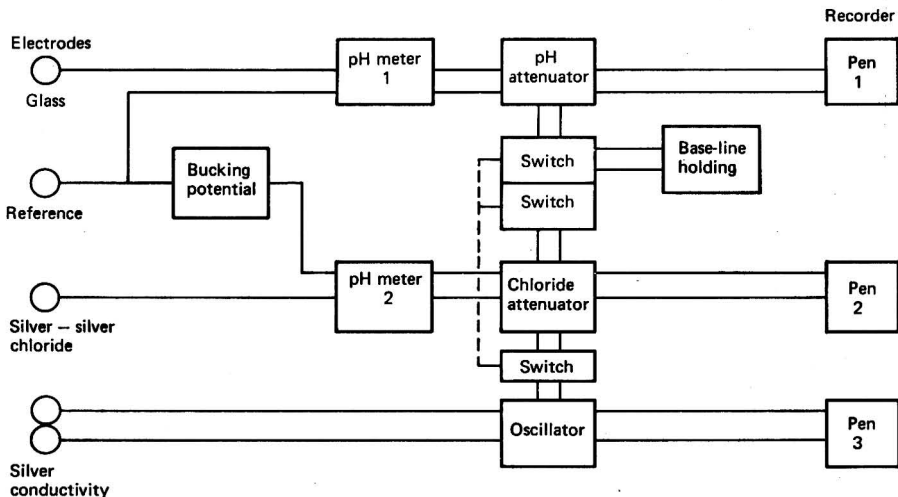 Recorder
Electrodes
Glass
pH meter
1
pH
attenuator
Pen
1
Reference
Bucking
potential
Switch
Base-line
holding
Switch
Silver – silver
chloride
pH meter
2
Chloride
attenuator
Pen
2
Switch
Silver
conductivity
Oscillator
Pen
3